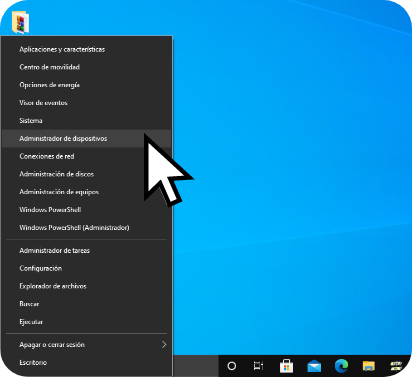 Aplicaciones y características
Centro de movilidad
Opciones de energía
Visor de eventos
Sistema
Administrador de dispositivos
Conexiones de red
Administración de discos
Administración de equipos
Windows PowerShell
Windows PowerShell (Administrador)
Administrador de tareas
Configuración
Explorador de archivos
Buscar
Ejecutar
Apagar o cerrar sesión
Escritorio